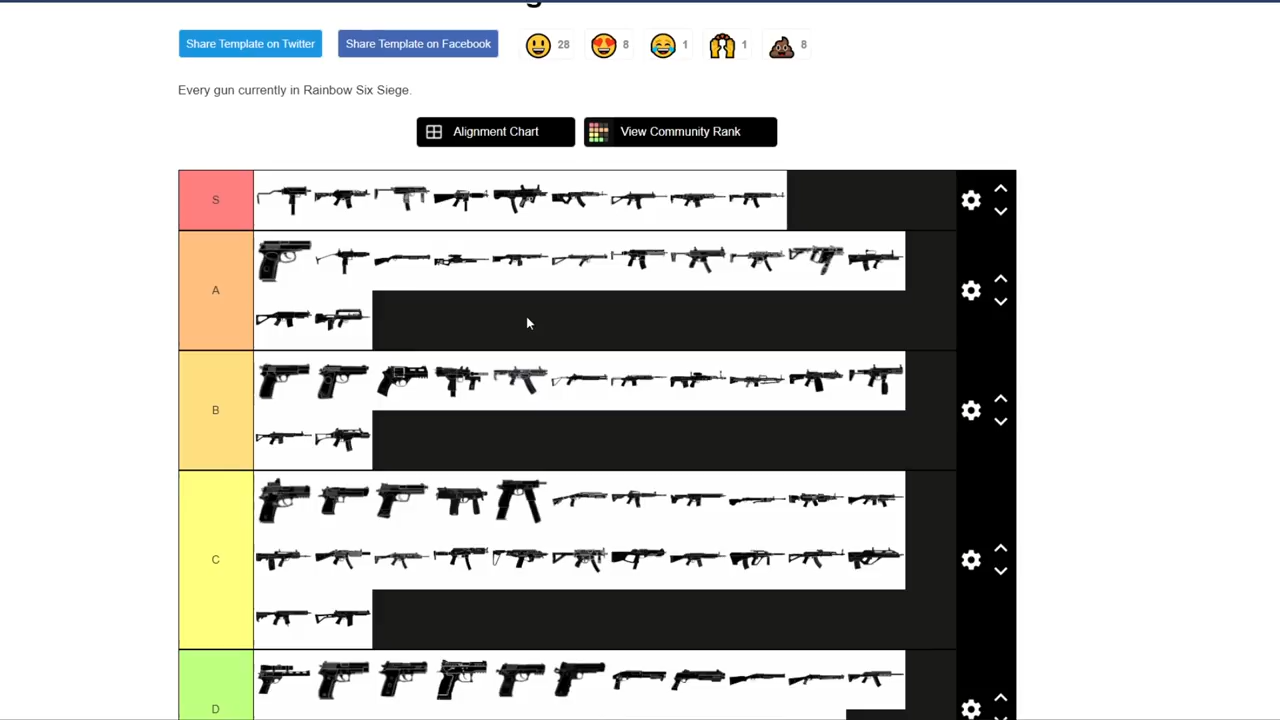 Share Template on Twitter
Share Template on Facebook
28
8
1
1
8
Every gun currently in Rainbow Six Siege.
Alignment Chart
View Community Rank
S
A
B
C
D